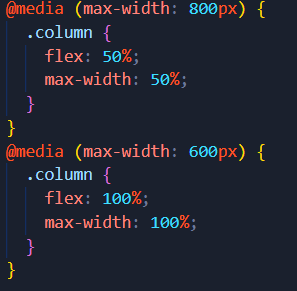 @media (max-width: 800px) {
  .column {
    flex: 50%;
    max-width: 50%;
  }
}
@media (max-width: 600px) {
  .column {
    flex: 100%;
    max-width: 100%;
  }
}